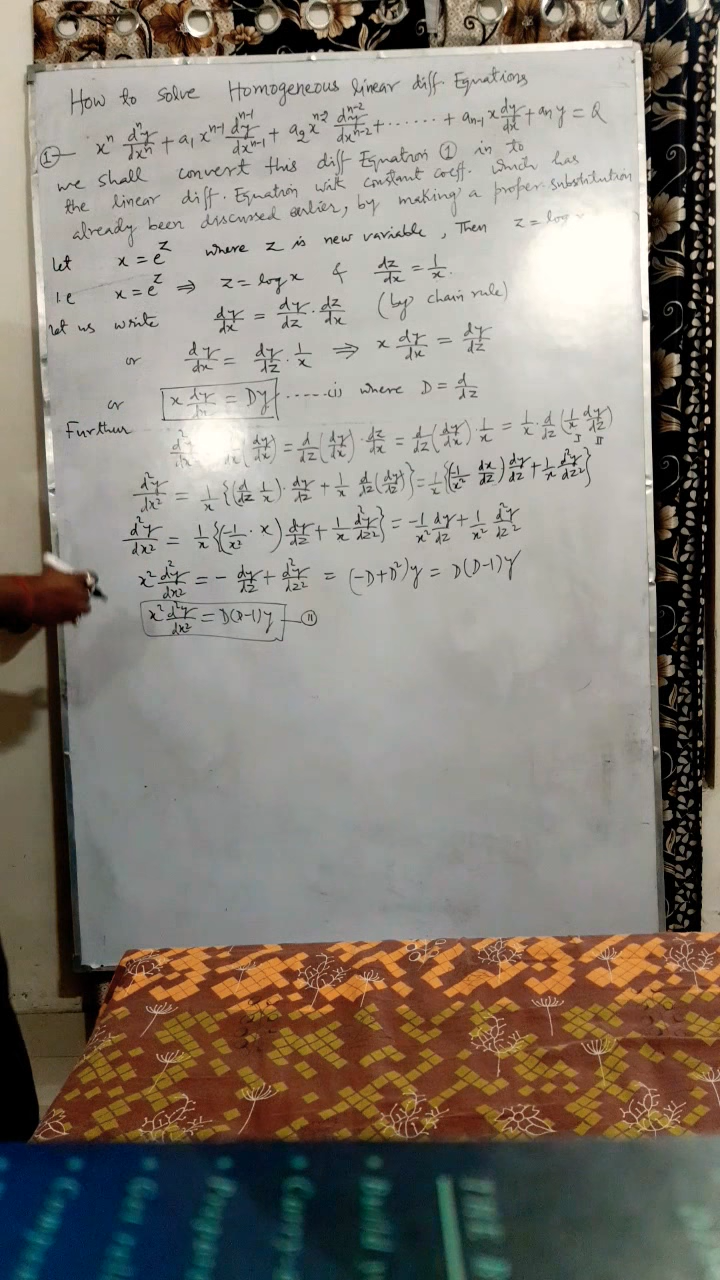 How to solve Homogeneous linear diff Equations
①— xⁿ dⁿy/dxⁿ + a₁ xⁿ⁻¹ dⁿ⁻¹y/dxⁿ⁻¹ + a₂ xⁿ⁻² dⁿ⁻²y/dxⁿ⁻² + ...... + aₙ₋₁ x dy/dx + aₙ y = Q
we shall convert this diff Equation ① in to
the linear diff. Equation with constant coeff. which has
already been discussed earlier, by making a proper substitution
Let x = e^z where z is new variable, Then z = log
i.e x = e^z ⇒ z = log x & dz/dx = 1/x.
Let us write dy/dx = dy/dz · dz/dx (by chain rule)
or dy/dx = dy/dz · 1/x ⇒ x dy/dx = dy/dz
or x dy/dx = Dy ......(i) where D = d/dz
Further
d²y/dx² (dy/dx) = d/dz (dy/dx) · dz/dx = d/dz (dy/dx) · 1/x = 1/x · d/dz (1/x dy/dz)
I II
d²y/dx² = 1/x {(d/dz 1/x) · dy/dz + 1/x d/dz (dy/dz)} = 1/x {(-1/x² dx/dz) dy/dz + 1/x d²y/dz²}
d²y/dx² = 1/x {(-1/x² · x) dy/dz + 1/x d²y/dz²} = -1/x² dy/dz + 1/x² d²y/dz²
x² d²y/dx² = - dy/dz + d²y/dz² = (-D+D²)y = D(D-1)y
x² d²y/dx² = D(D-1)y —⑪